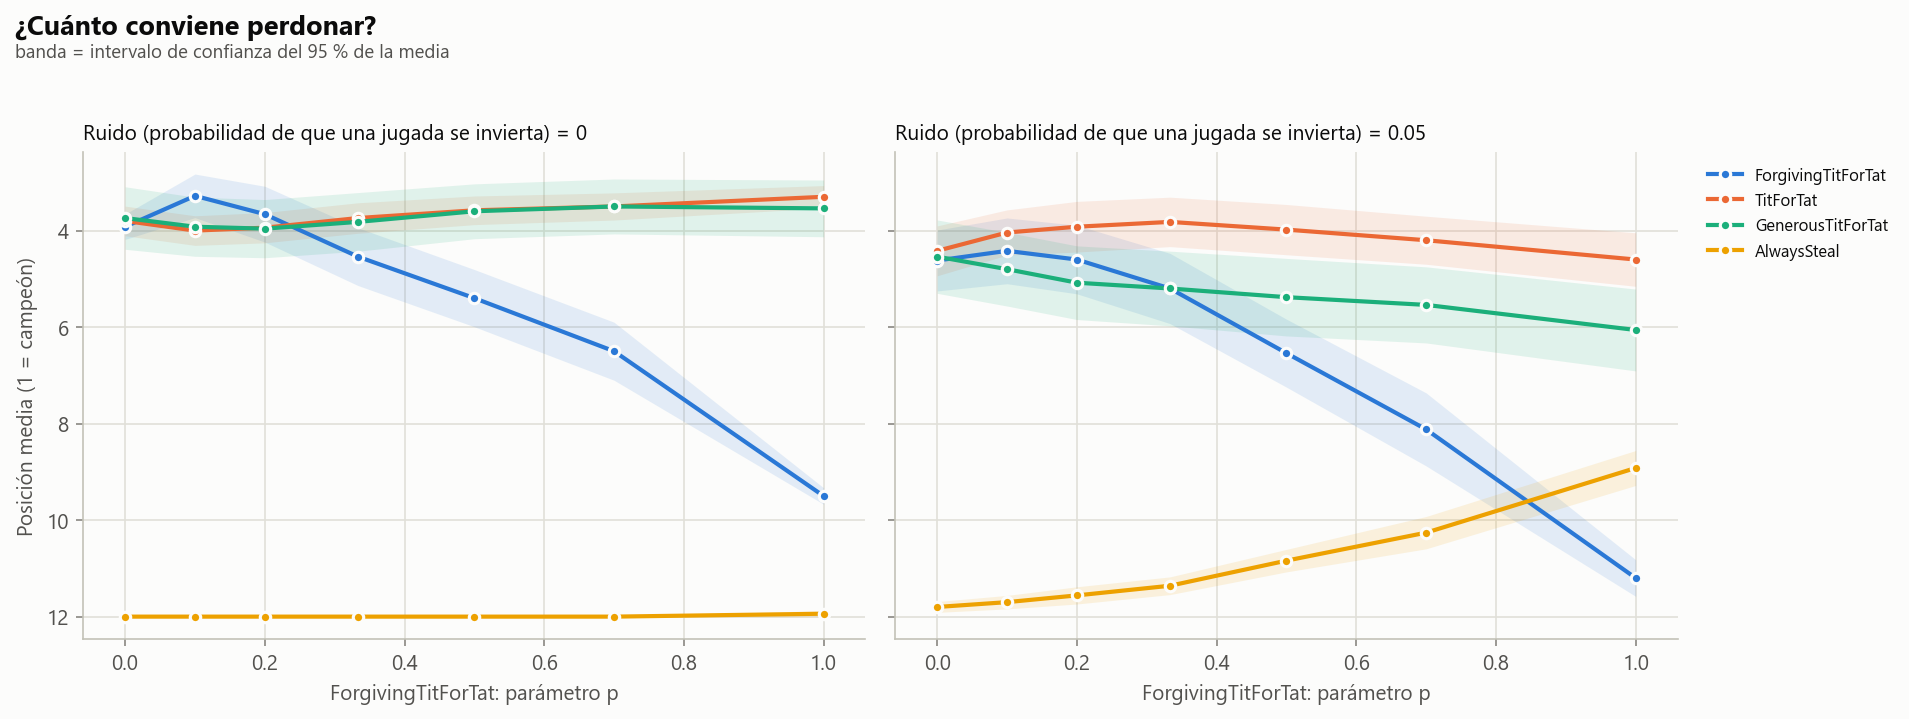 ¿Cuánto conviene perdonar?
banda = intervalo de confianza del 95 % de la media
Ruido (probabilidad de que una jugada se invierta) = 0
Ruido (probabilidad de que una jugada se invierta) = 0.05
Posición media (1 = campeón)
4
6
8
10
12
0.0 0.2 0.4 0.6 0.8 1.0
0.0 0.2 0.4 0.6 0.8 1.0
ForgivingTitForTat: parámetro p
ForgivingTitForTat: parámetro p
ForgivingTitForTat
TitForTat
GenerousTitForTat
AlwaysSteal